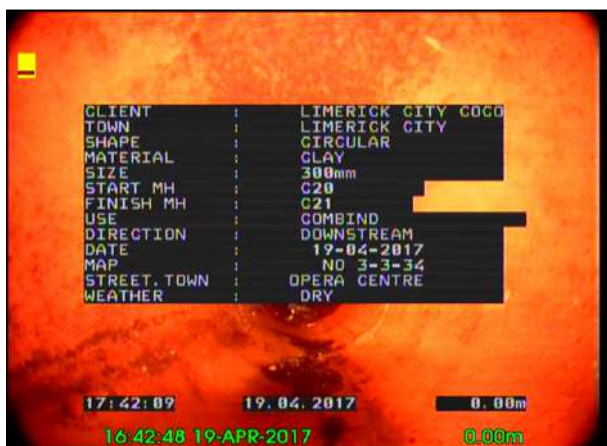 CLIENT : LIMERICK CITY COCO
TOWN : LIMERICK CITY
SHAPE : CIRCULAR
MATERIAL : CLAY
SIZE : 300mm
START MH : C20
FINISH MH : C21
USE : COMBIND
DIRECTION : DOWNSTREAM
DATE : 19-04-2017
MAP : NO 3-3-34
STREET.TOWN : OPERA CENTRE
WEATHER : DRY
17:42:09 19.04.2017 0.00m
16:42:48 19-APR-2017 0.00m